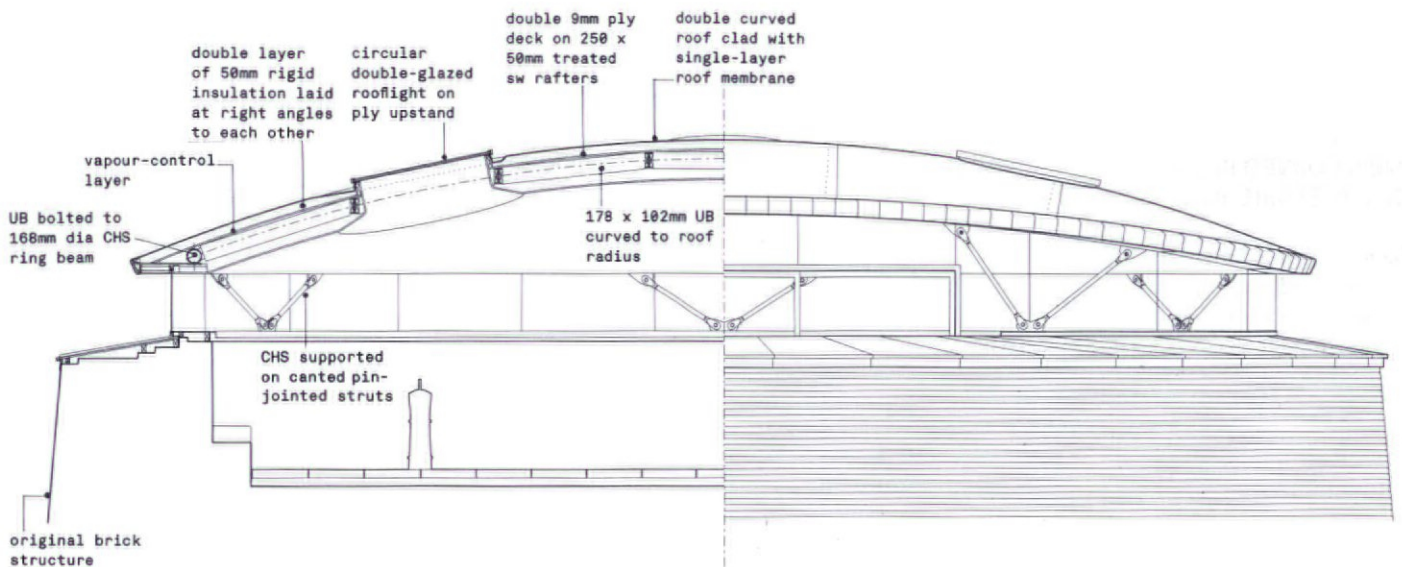 double 9mm ply
deck on 250 x
50mm treated
sw rafters
double curved
roof clad with
single-layer
roof membrane
double layer
of 50mm rigid
insulation laid
at right angles
to each other
circular
double-glazed
rooflight on
ply upstand
vapour-control
layer
UB bolted to
168mm dia CHS
ring beam
178 x 102mm UB
curved to roof
radius
CHS supported
on canted pin-
jointed struts
original brick
structure